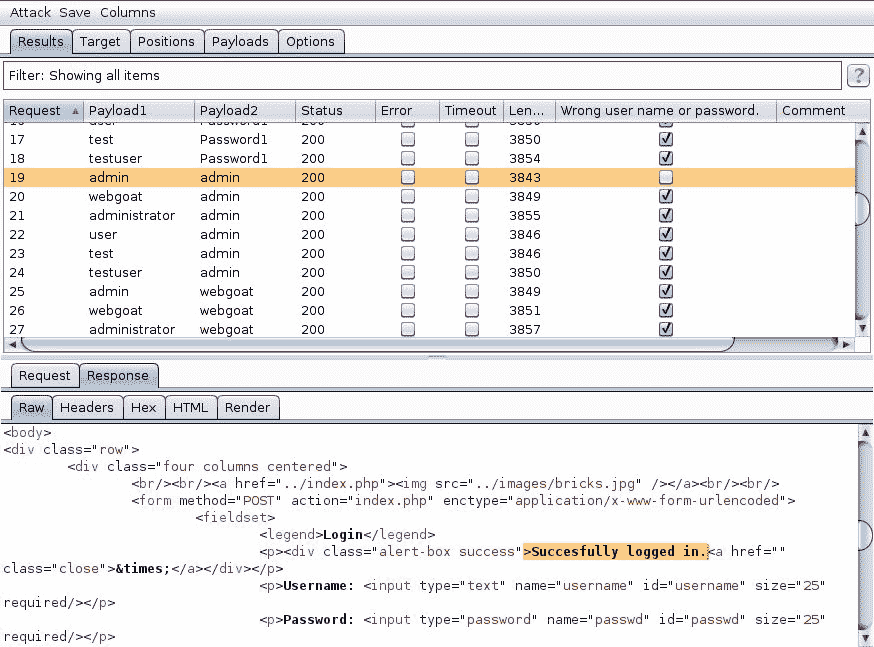 Attack Save Columns
Results Target Positions Payloads Options
Filter: Showing all items ?
Request Payload1 Payload2 Status Error Timeout Len... Wrong user name or password. Comment
17 test Password1 200 3850
18 testuser Password1 200 3854
19 admin admin 200 3843
20 webgoat admin 200 3849
21 administrator admin 200 3855
22 user admin 200 3846
23 test admin 200 3846
24 testuser admin 200 3850
25 admin webgoat 200 3849
26 webgoat webgoat 200 3851
27 administrator webgoat 200 3857
Request Response
Raw Headers Hex HTML Render
<body>
<div class="row">
<div class="four columns centered">
<br/><br/><a href="../index.php"><img src="../images/bricks.jpg" /></a><br/><br/>
<form method="POST" action="index.php" enctype="application/x-www-form-urlencoded">
<fieldset>
<legend>Login</legend>
<p><div class="alert-box success">Succesfully logged in.<a href=""
class="close">&times;</a></div></p>
<p>Username: <input type="text" name="username" id="username" size="25"
required/></p>
<p>Password: <input type="password" name="passwd" id="passwd" size="25"
required/></p>